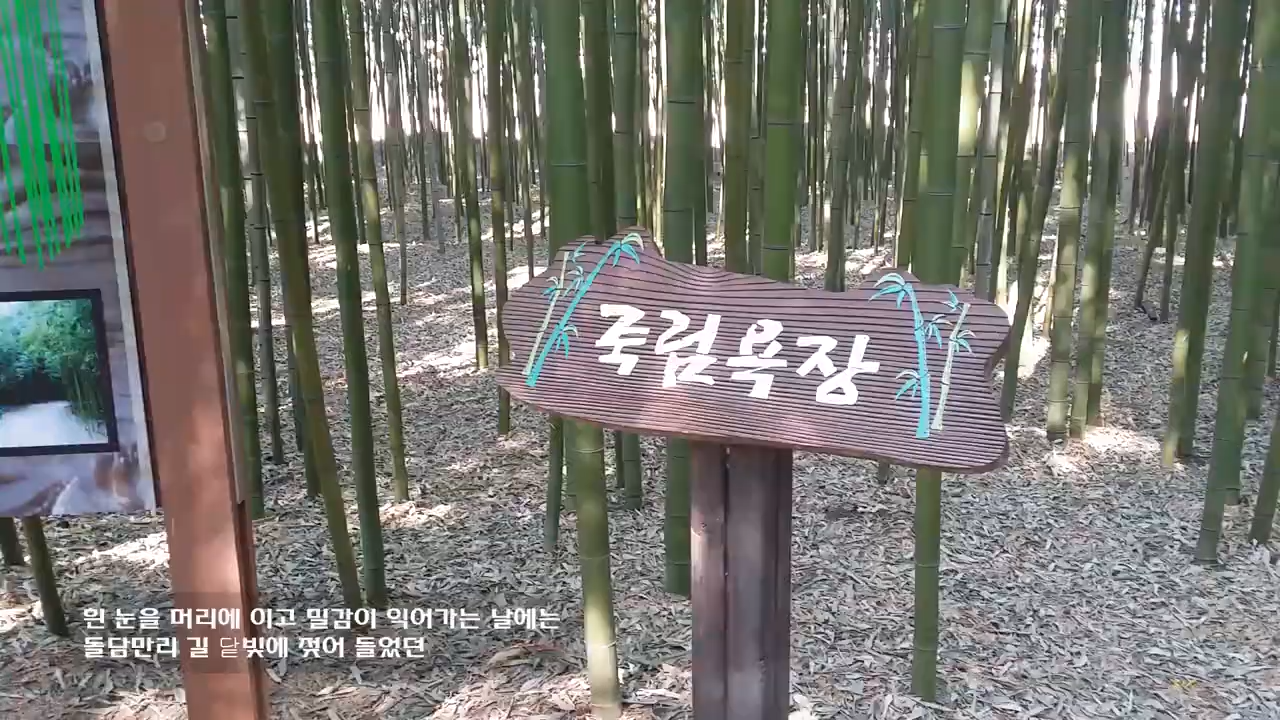 죽림욕장
흰 눈을 머리에 이고 밀감이 익어가는 날에는
돌담만리 길 달빛에 젖어 들었던